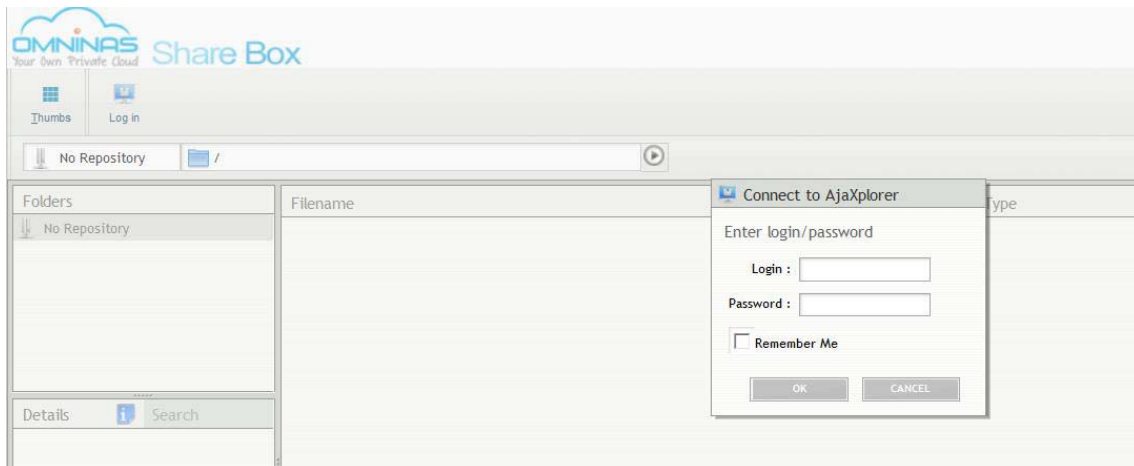 OMNINAS
Your Own Private Cloud
Share Box
Thumbs
Log in
No Repository
/
Folders
No Repository
Filename
Type
Connect to AjaXplorer
Enter login/password
Login :
Password :
Remember Me
OK
CANCEL
Details
Search